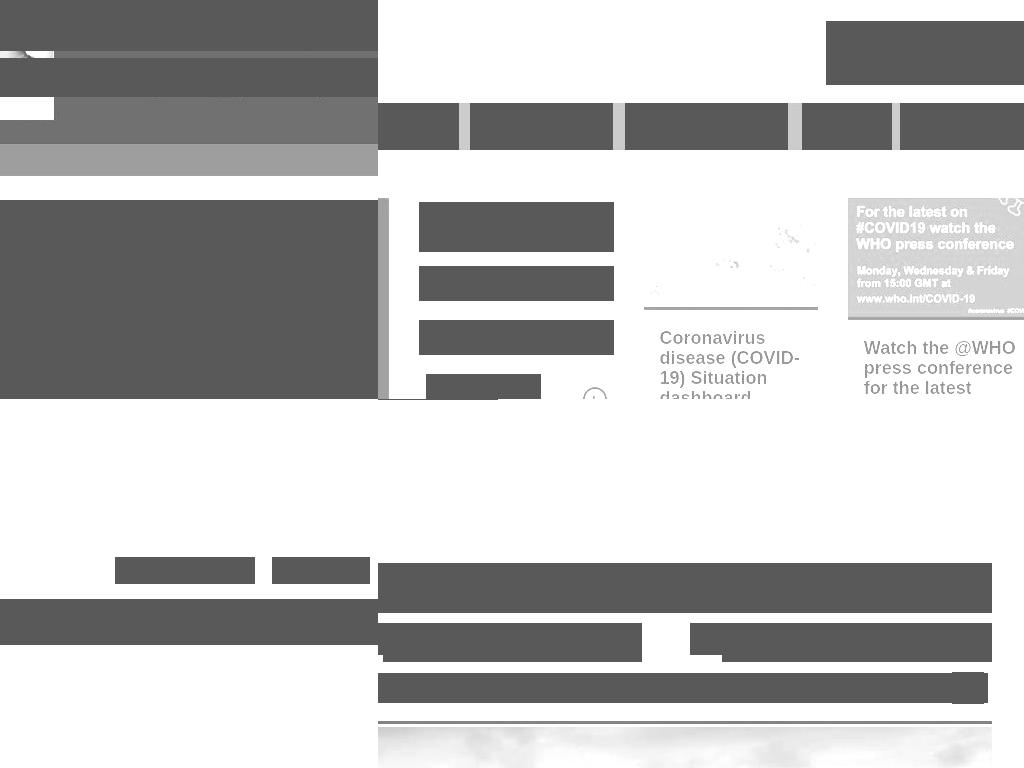 For the latest on
#COVID19 watch the
WHO press conference
Monday, Wednesday & Friday
from 15:00 GMT at
www.who.int/COVID-19
#coronavirus
Coronavirus
disease (COVID-
19) Situation
dashboard
Watch the @WHO
press conference
for the latest